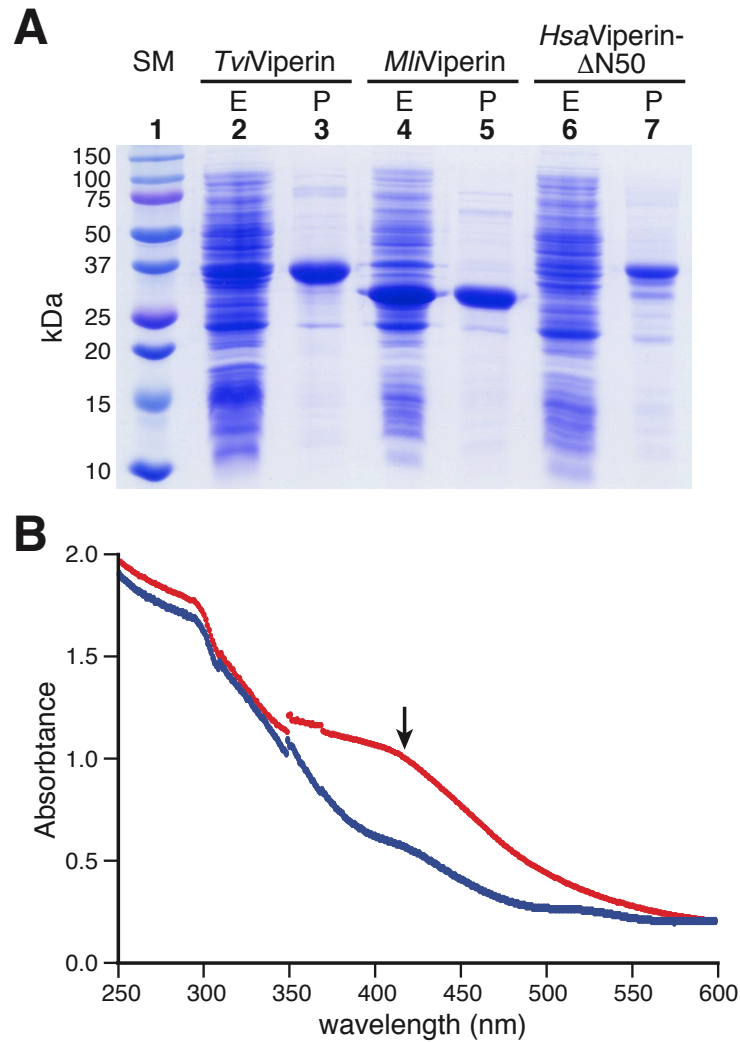 A
SM TviViperin MliViperin HsaViperin-
ΔN50
E P E P E P
1 2 3 4 5 6 7
kDa
150
100
75
50
37
25
20
15
10
B
Absorbtance
2.0
1.5
1.0
0.5
0.0
250 300 350 400 450 500 550 600
wavelength (nm)